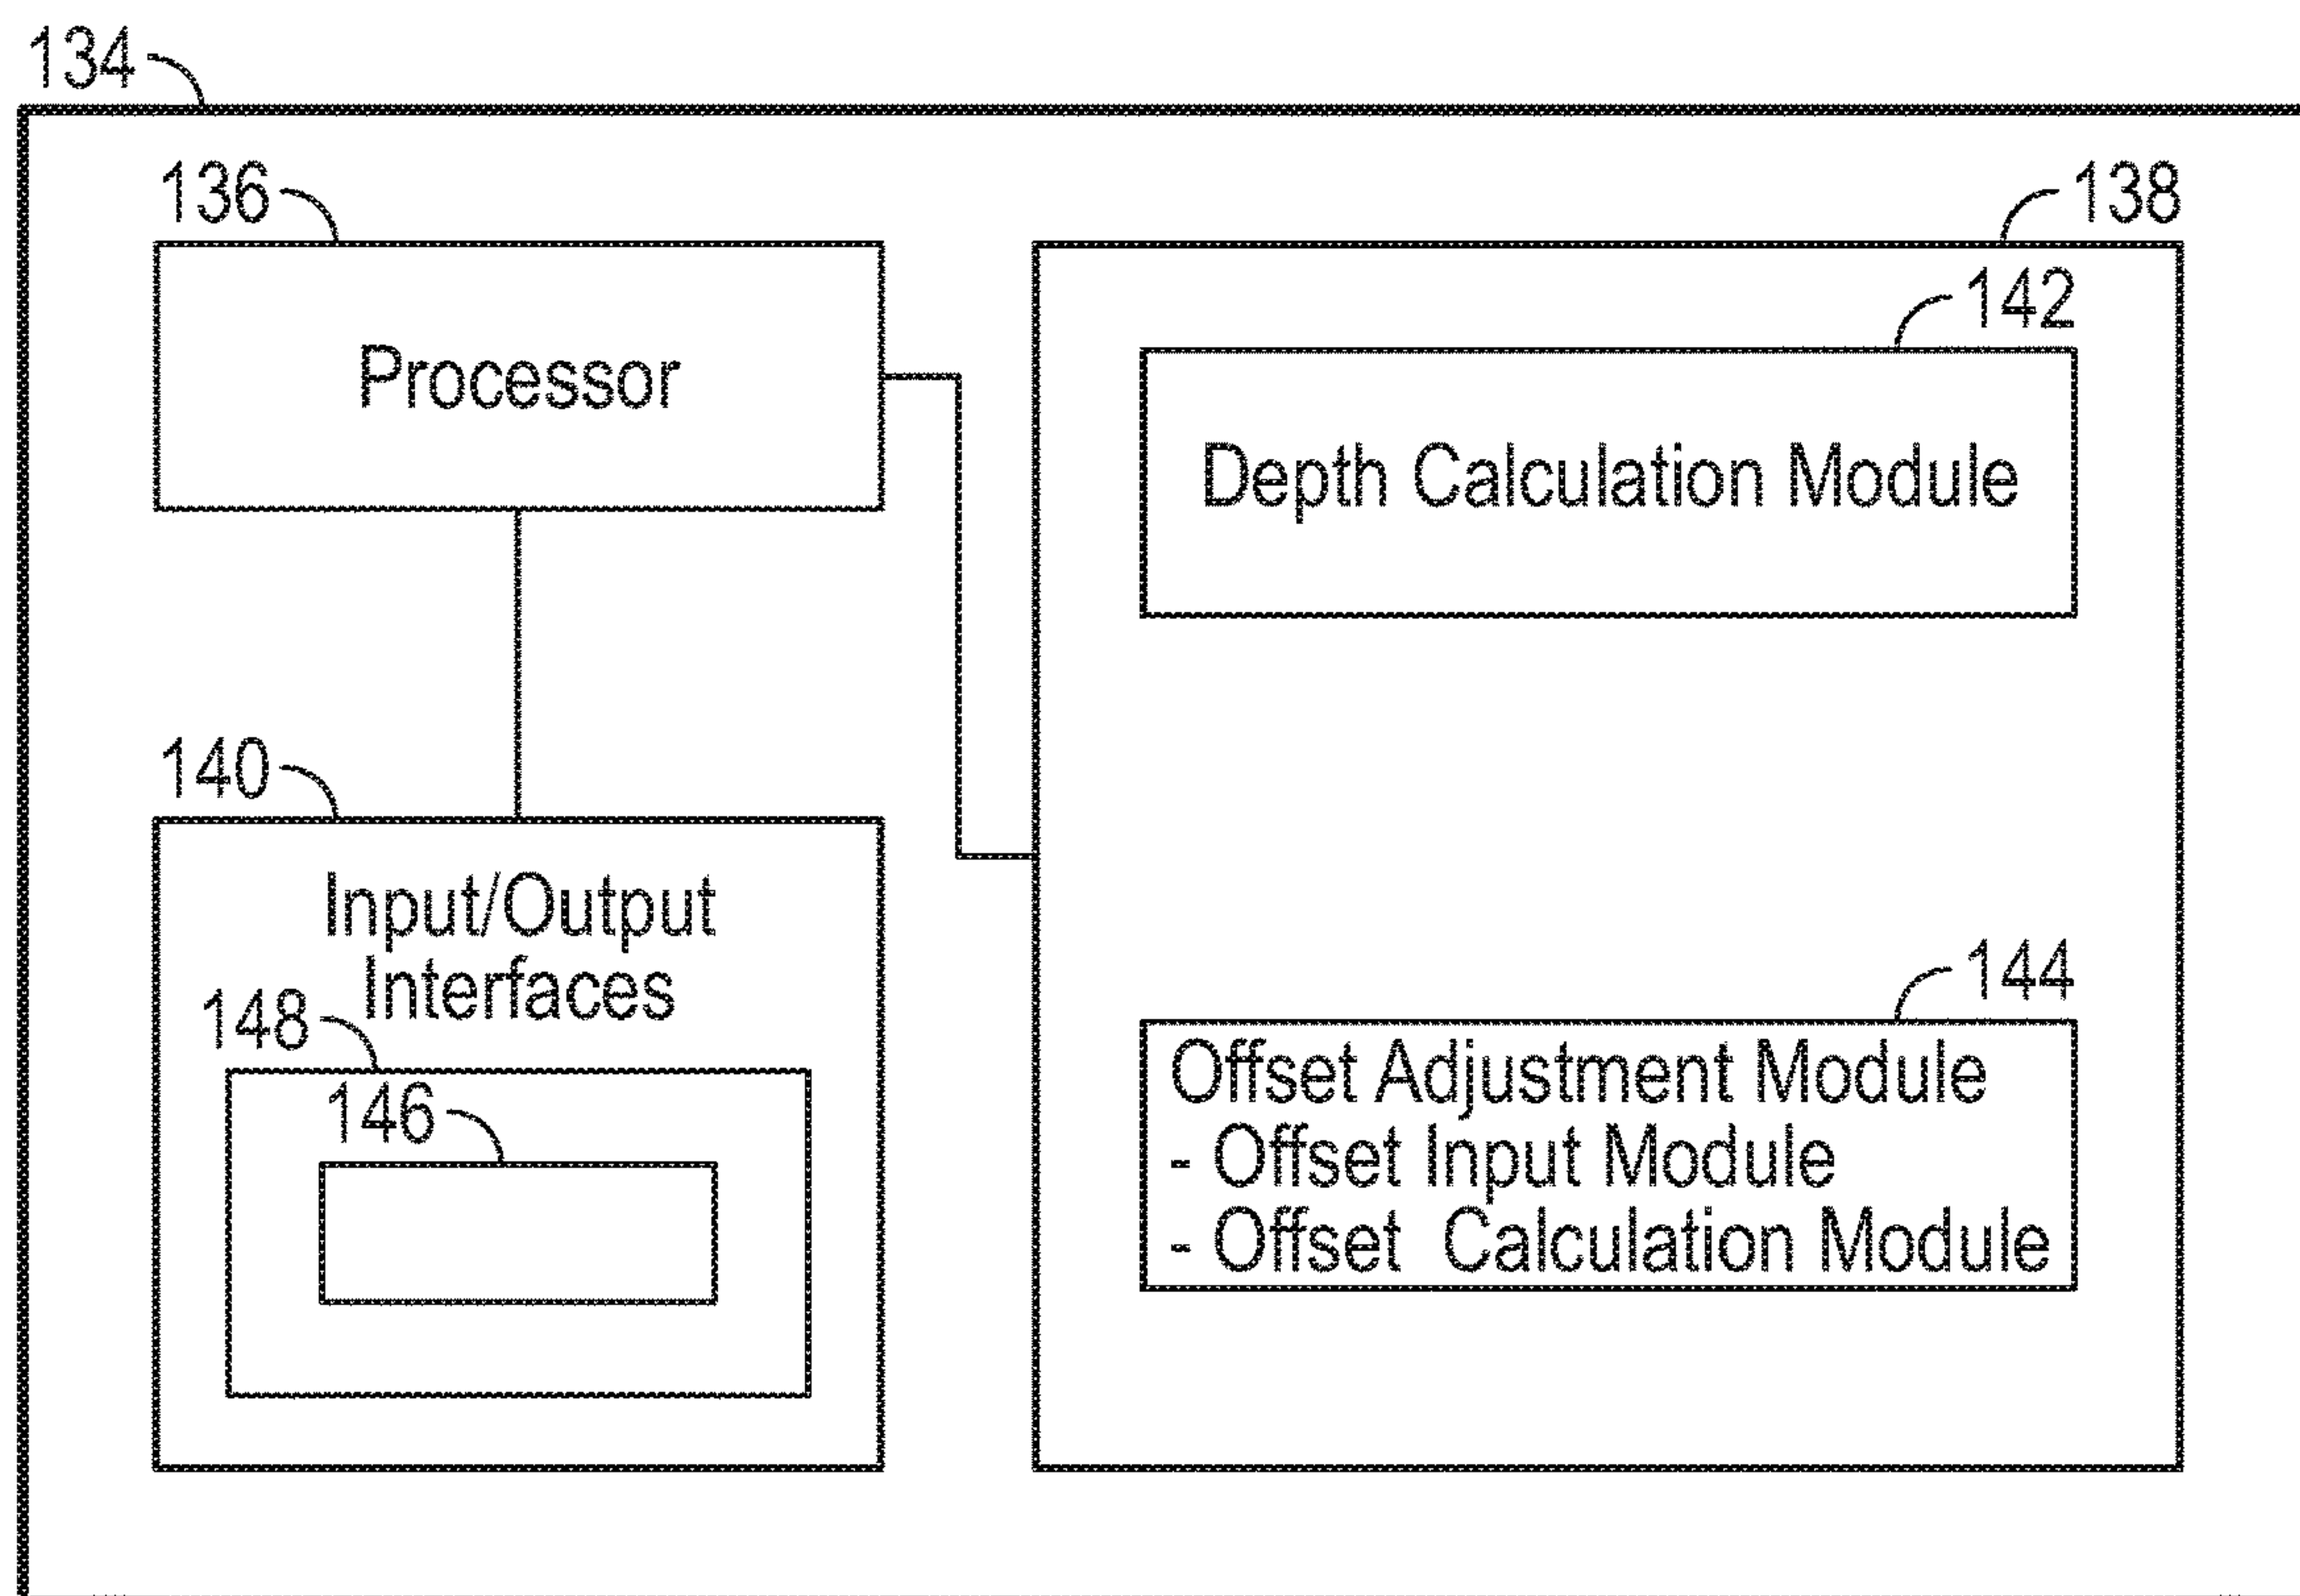 134
136
138
142
Processor
Depth Calculation Module
140
Input/Output
Interfaces
148
146
144
Offset Adjustment Module
- Offset Input Module
- Offset Calculation Module